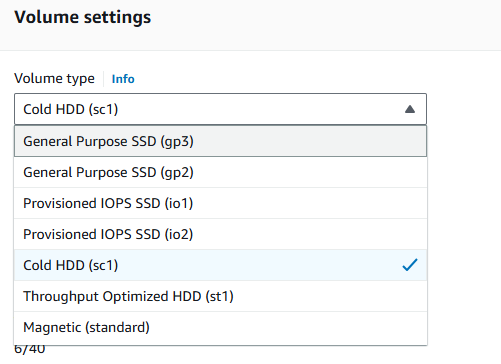 Volume settings
Volume type Info
Cold HDD (sc1)
General Purpose SSD (gp3)
General Purpose SSD (gp2)
Provisioned IOPS SSD (io1)
Provisioned IOPS SSD (io2)
Cold HDD (sc1)
Throughput Optimized HDD (st1)
Magnetic (standard)
6/40